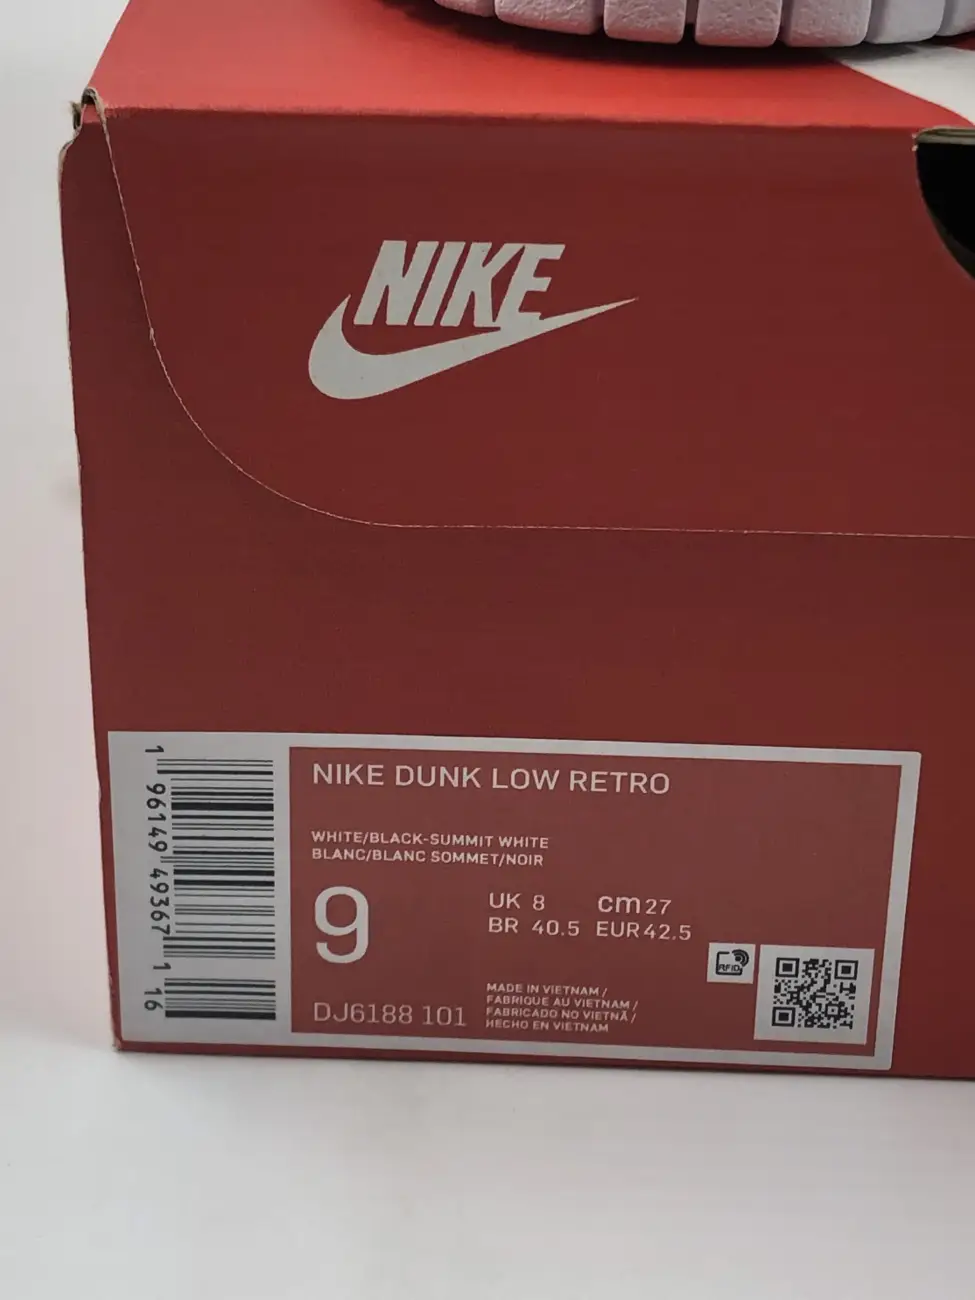 NIKE
NIKE DUNK LOW RETRO
WHITE/BLACK-SUMMIT WHITE
BLANC/BLANC SOMMET/NOIR
9
UK 8 cm 27
BR 40.5 EUR 42.5
RFID
DJ6188 101
MADE IN VIETNAM /
FABRIQUE AU VIETNAM /
FABRICADO NO VIETNÃ /
HECHO EN VIETNAM
1 96149 49367 1 16